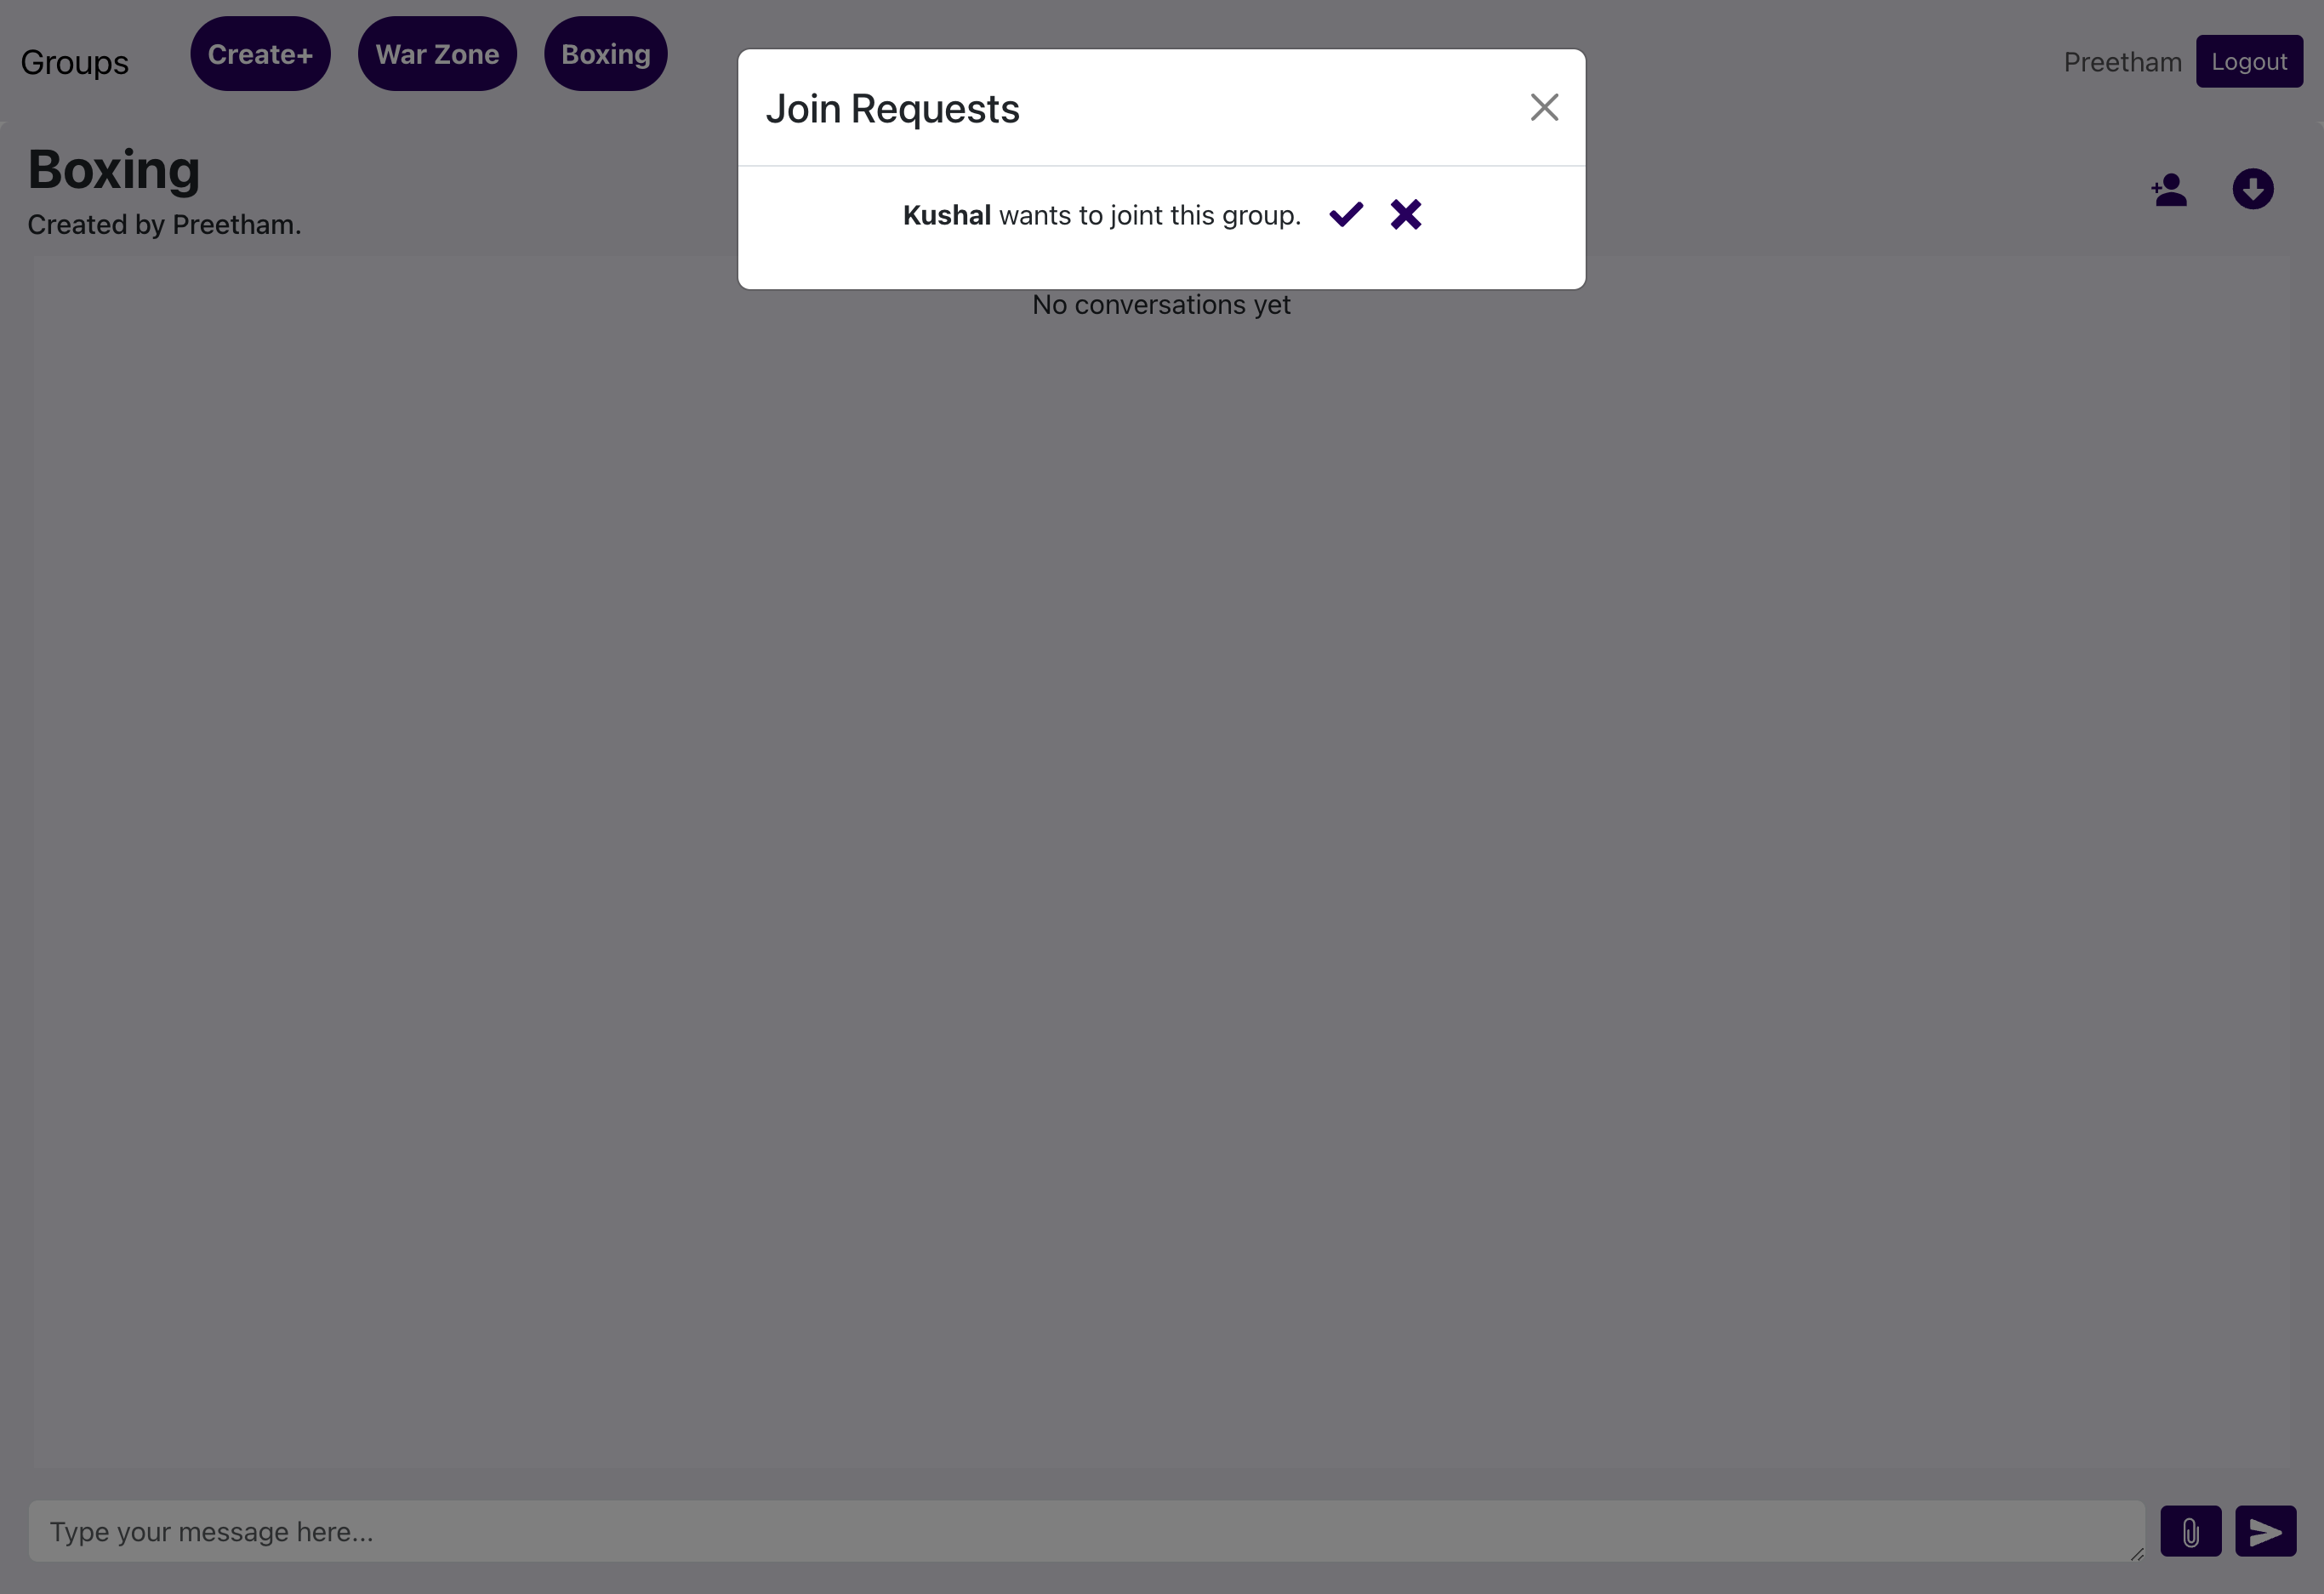 Groups
Create+
War Zone
Boxing
Preetham
Logout
Join Requests
Boxing
Created by Preetham.
Kushal wants to joint this group.
No conversations yet
Type your message here...